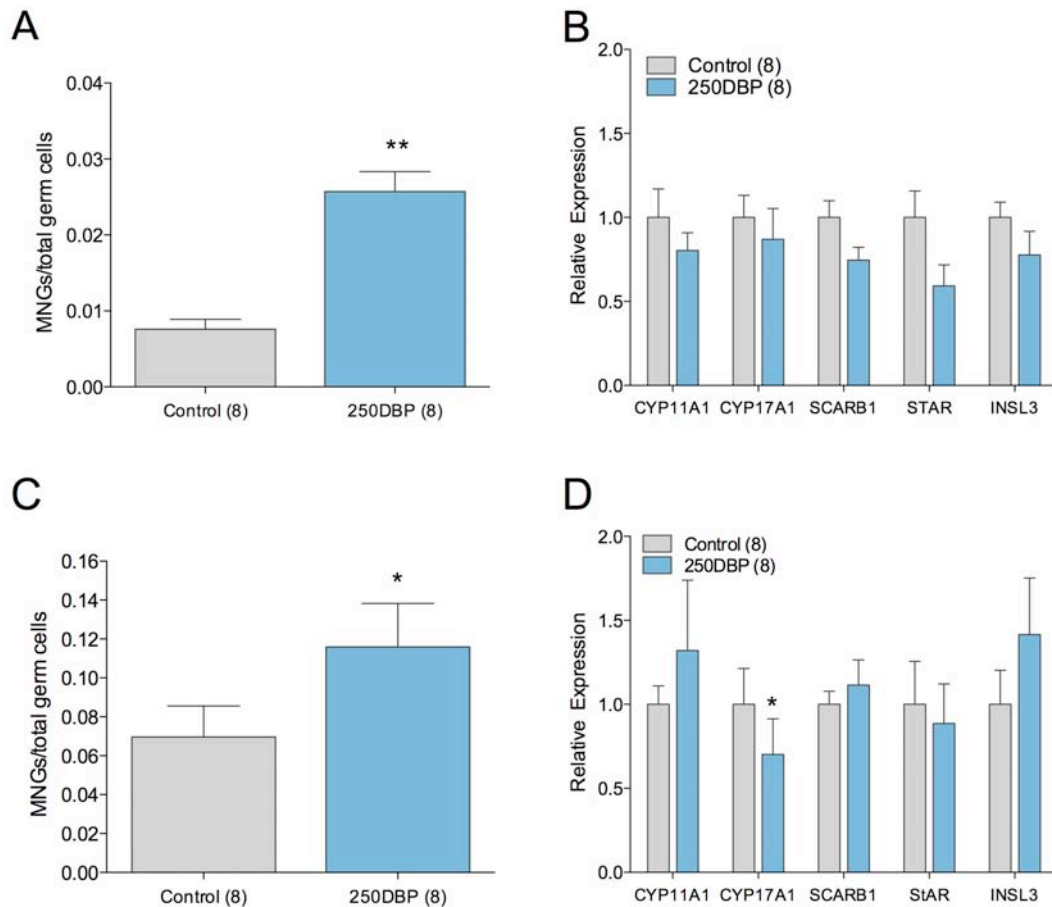 A
MNGs/total germ cells
0.04
0.03
0.02
0.01
0.00
**
Control (8)
250DBP (8)
B
Relative Expression
2.0
1.5
1.0
0.5
0.0
Control (8)
250DBP (8)
CYP11A1
CYP17A1
SCARB1
STAR
INSL3
C
MNGs/total germ cells
0.16
0.14
0.12
0.10
0.08
0.06
0.04
0.02
0.00
*
Control (8)
250DBP (8)
D
Relative Expression
2.0
1.5
1.0
0.5
0.0
Control (8)
250DBP (8)
*
CYP11A1
CYP17A1
SCARB1
StAR
INSL3